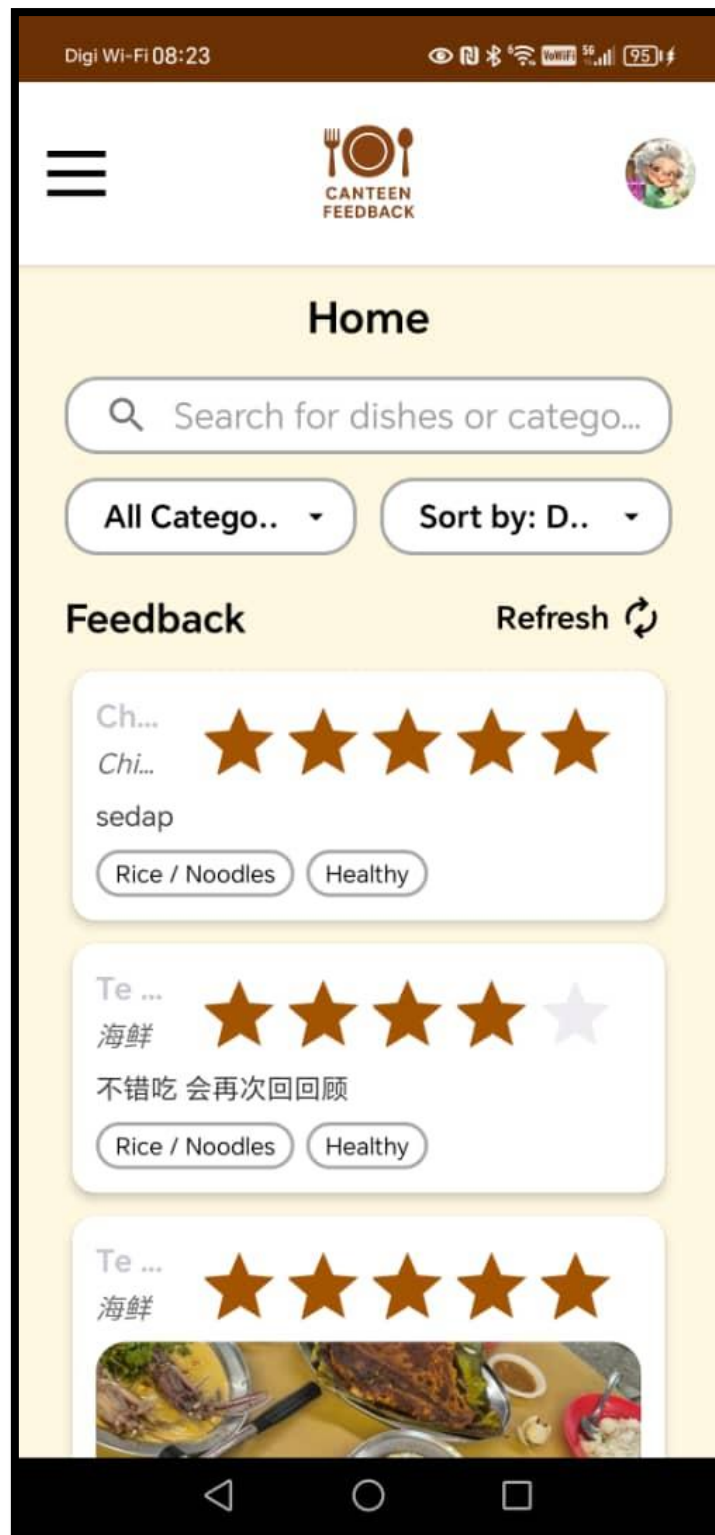 Digi Wi-Fi 08:23
VoWiFi 5G 95
CANTEEN
FEEDBACK
Home
Search for dishes or catego...
All Catego..
Sort by: D..
Feedback
Refresh
Ch...
Chi...
sedap
Rice / Noodles
Healthy
Te ...
海鲜
不错吃 会再次回回顾
Rice / Noodles
Healthy
Te ...
海鲜